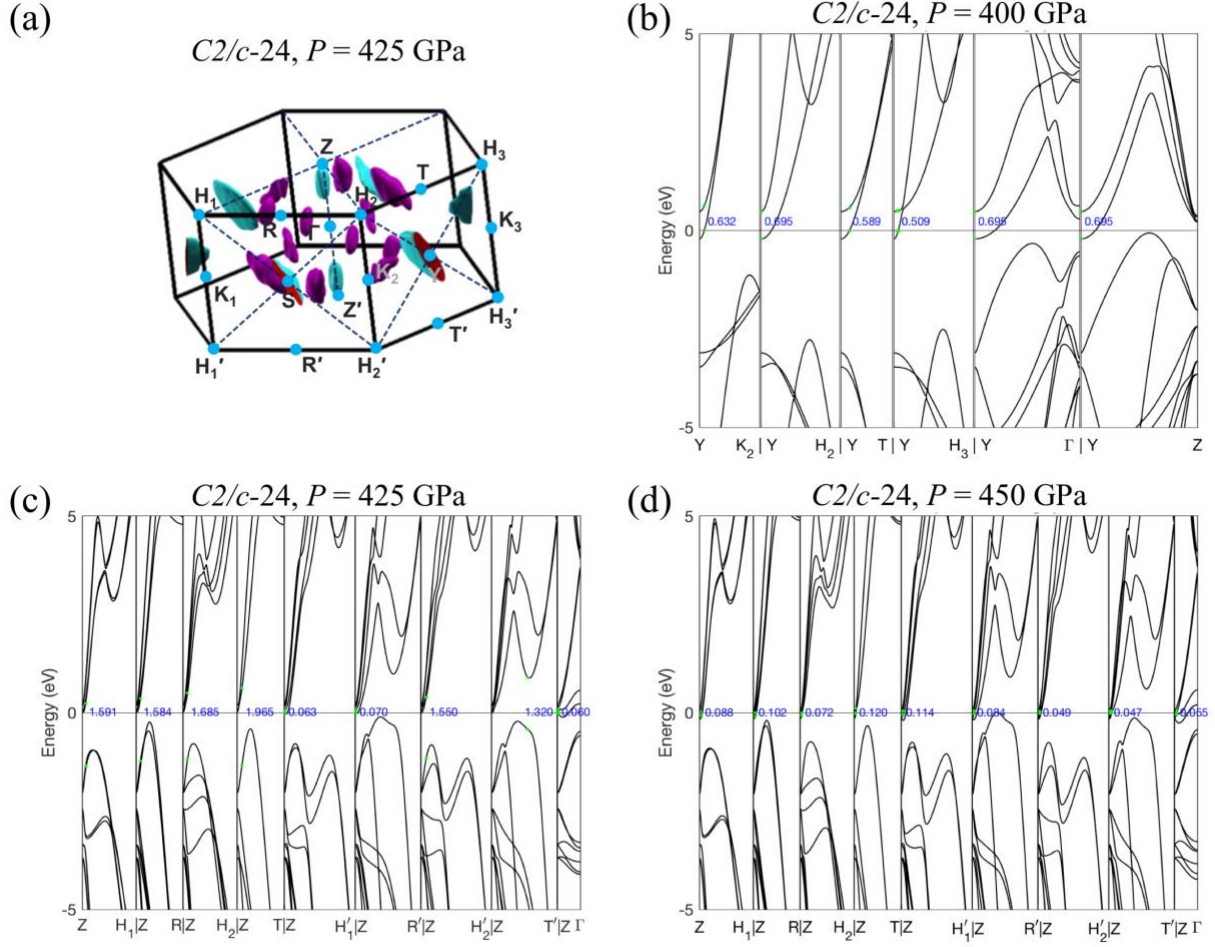 (a)
C2/c-24, P = 425 GPa
Z
H3
H1
H2
T
R
Γ
K3
K1
K2
Y
S
Z′
H3′
T′
H1′
R′
H2′
(b)
C2/c-24, P = 400 GPa
5
Energy (eV)
0
-5
0.632
0.695
0.589
0.509
0.695
0.695
Y K2|Y H2|Y T|Y H3|Y Γ|Y Z
(c)
C2/c-24, P = 425 GPa
5
Energy (eV)
0
-5
1.591
1.584
1.685
1.965
0.063
0.070
1.550
1.320
0.060
Z H1|Z R|Z H2|Z T|Z H1′|Z R′|Z H2′|Z T′|Z Γ
(d)
C2/c-24, P = 450 GPa
5
Energy (eV)
0
-5
0.088
0.102
0.072
0.120
0.114
0.084
0.049
0.047
0.055
Z H1|Z R|Z H2|Z T|Z H1′|Z R′|Z H2′|Z T′|Z Γ